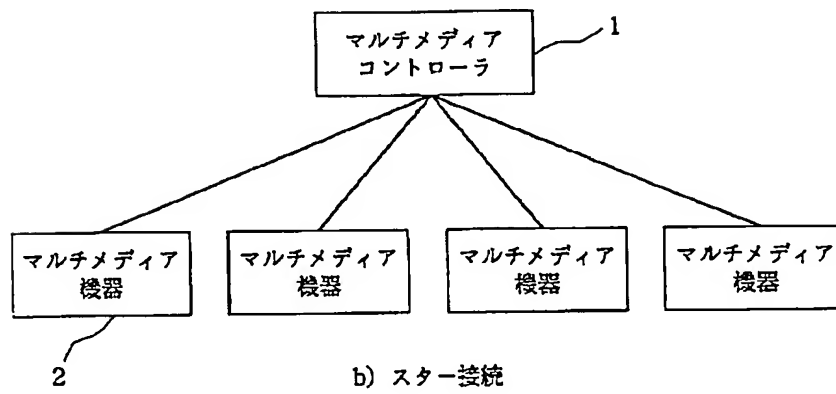 マルチメディア
コントローラ
1
マルチメディア
機器
マルチメディア
機器
マルチメディア
機器
マルチメディア
機器
2
b) スター接続